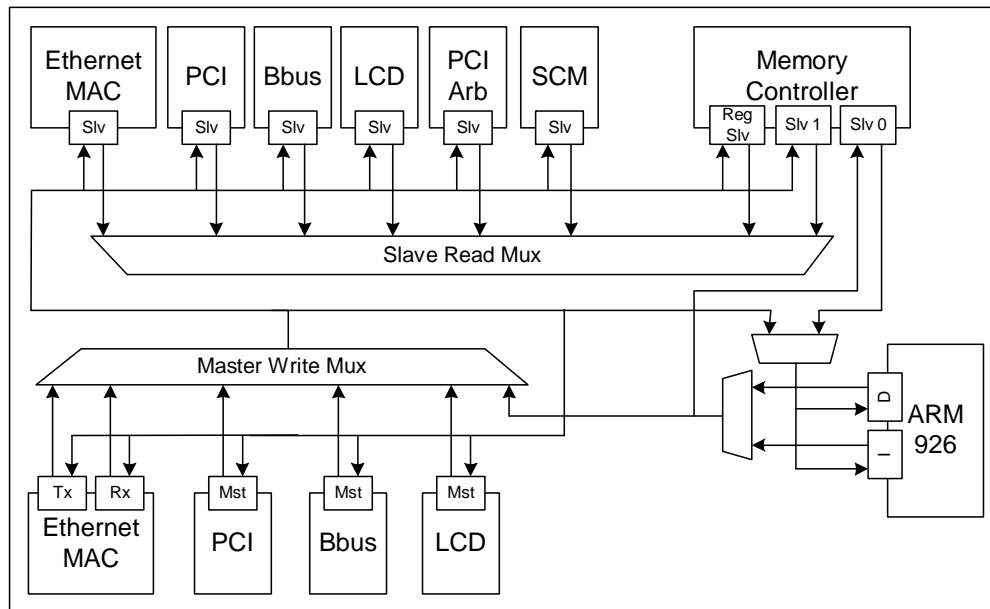 Ethernet
MAC
PCI
Bbus
LCD
PCI
Arb
SCM
Memory
Controller
Slv
Slv
Slv
Slv
Slv
Slv
Reg
Slv
Slv 1
Slv 0
Slave Read Mux
Master Write Mux
D
I
ARM
926
Tx
Rx
Mst
Mst
Mst
Ethernet
MAC
PCI
Bbus
LCD